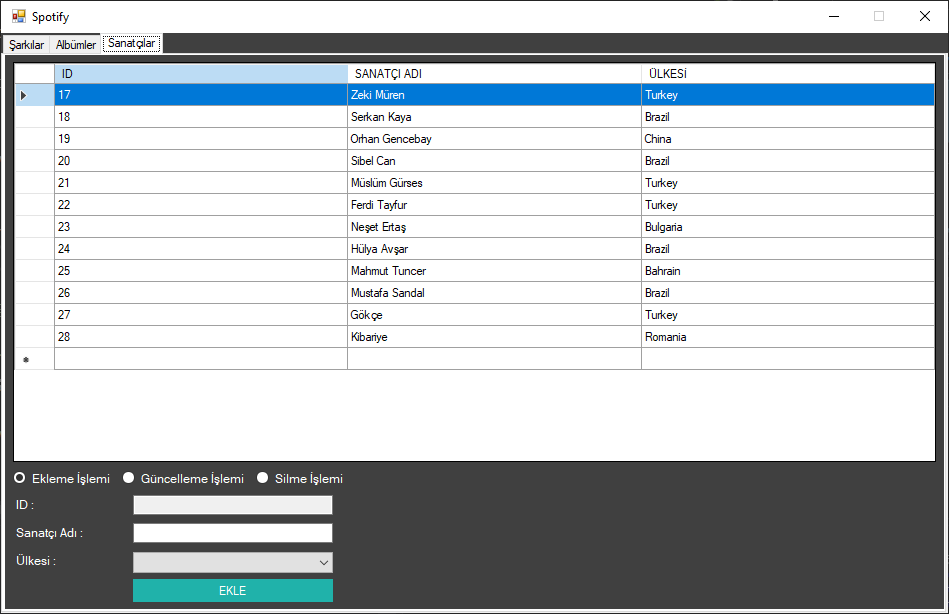 Spotify
Şarkılar Albümler Sanatçılar
ID SANATÇI ADI ÜLKESİ
17 Zeki Müren Turkey
18 Serkan Kaya Brazil
19 Orhan Gencebay China
20 Sibel Can Brazil
21 Müslüm Gürses Turkey
22 Ferdi Tayfur Turkey
23 Neşet Ertaş Bulgaria
24 Hülya Avşar Brazil
25 Mahmut Tuncer Bahrain
26 Mustafa Sandal Brazil
27 Gökçe Turkey
28 Kibariye Romania
Ekleme İşlemi Güncelleme İşlemi Silme İşlemi
ID :
Sanatçı Adı :
Ülkesi :
EKLE